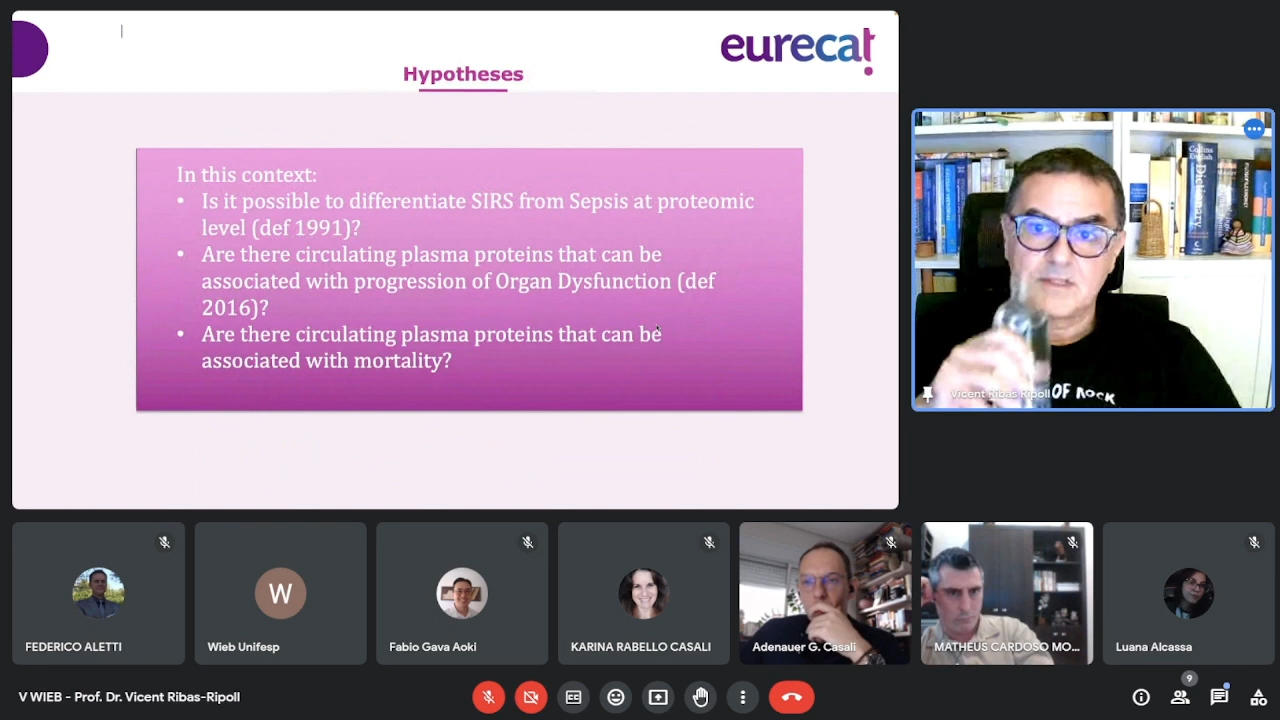 eurecat
Hypotheses
In this context:
• Is it possible to differentiate SIRS from Sepsis at proteomic
level (def 1991)?
• Are there circulating plasma proteins that can be
associated with progression of Organ Dysfunction (def
2016)?
• Are there circulating plasma proteins that can be
associated with mortality?
Collins
English
Dictionary
OF ROCK
Vicent Ribas Ripoll
FEDERICO ALETTI
W
Wieb Unifesp
Fabio Gava Aoki
KARINA RABELLO CASALI
Adenauer G. Casali
MATHEUS CARDOSO MO...
Luana Alcassa
V WIEB - Prof. Dr. Vicent Ribas-Ripoll
9